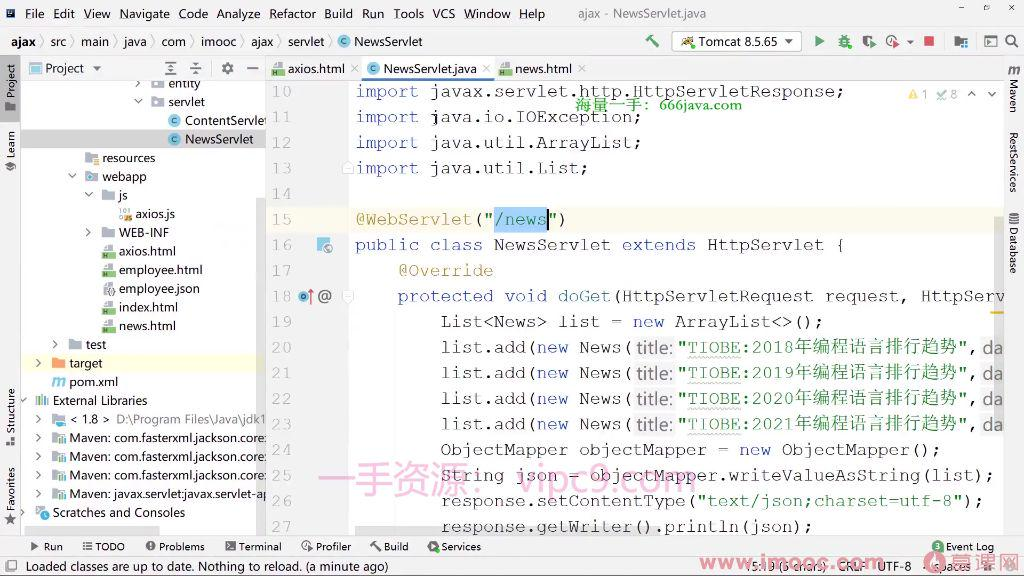 File Edit View Navigate Code Analyze Refactor Build Run Tools VCS Window Help ajax - NewsServlet.java
ajax src main java com imooc ajax servlet NewsServlet Tomcat 8.5.65
Project axios.html NewsServlet.java news.html
Project
Learn
Structure
Favorites
entity
servlet
ContentServlet
NewsServlet
resources
webapp
js
axios.js
WEB-INF
axios.html
employee.html
employee.json
index.html
news.html
test
target
pom.xml
External Libraries
< 1.8 > D:\Program Files\Java\jdk1
Maven: com.fasterxml.jackson.core
Maven: com.fasterxml.jackson.core
Maven: com.fasterxml.jackson.core
Maven: javax.servlet:javax.servlet-ap
Scratches and Consoles
1 8
10 import javax.servlet.http.HttpServletResponse;
海量一手: 666java.com
11 import java.io.IOException;
12 import java.util.ArrayList;
13 import java.util.List;
14
15 @WebServlet("/news")
16 public class NewsServlet extends HttpServlet {
17 @Override
18 @ protected void doGet(HttpServletRequest request, HttpServ
19 List<News> list = new ArrayList<>();
20 list.add(new News( title: "TIOBE:2018年编程语言排行趋势", da
21 list.add(new News( title: "TIOBE:2019年编程语言排行趋势", da
22 list.add(new News( title: "TIOBE:2020年编程语言排行趋势", da
23 list.add(new News( title: "TIOBE:2021年编程语言排行趋势", da
24 ObjectMapper objectMapper = new ObjectMapper();
25 String json = objectMapper.writeValueAsString(list);
一手资源: vipc9.com
26 response.setContentType("text/json;charset=utf-8");
27 response.getWriter().println(json);
Maven
RestServices
Database
Run TODO Problems Terminal Profiler Build Services 3 Event Log
Loaded classes are up to date. Nothing to reload. (a minute ago) 15:19 (5 chars) CRLF UTF-8 spaces
www.imooc.com 慕课网